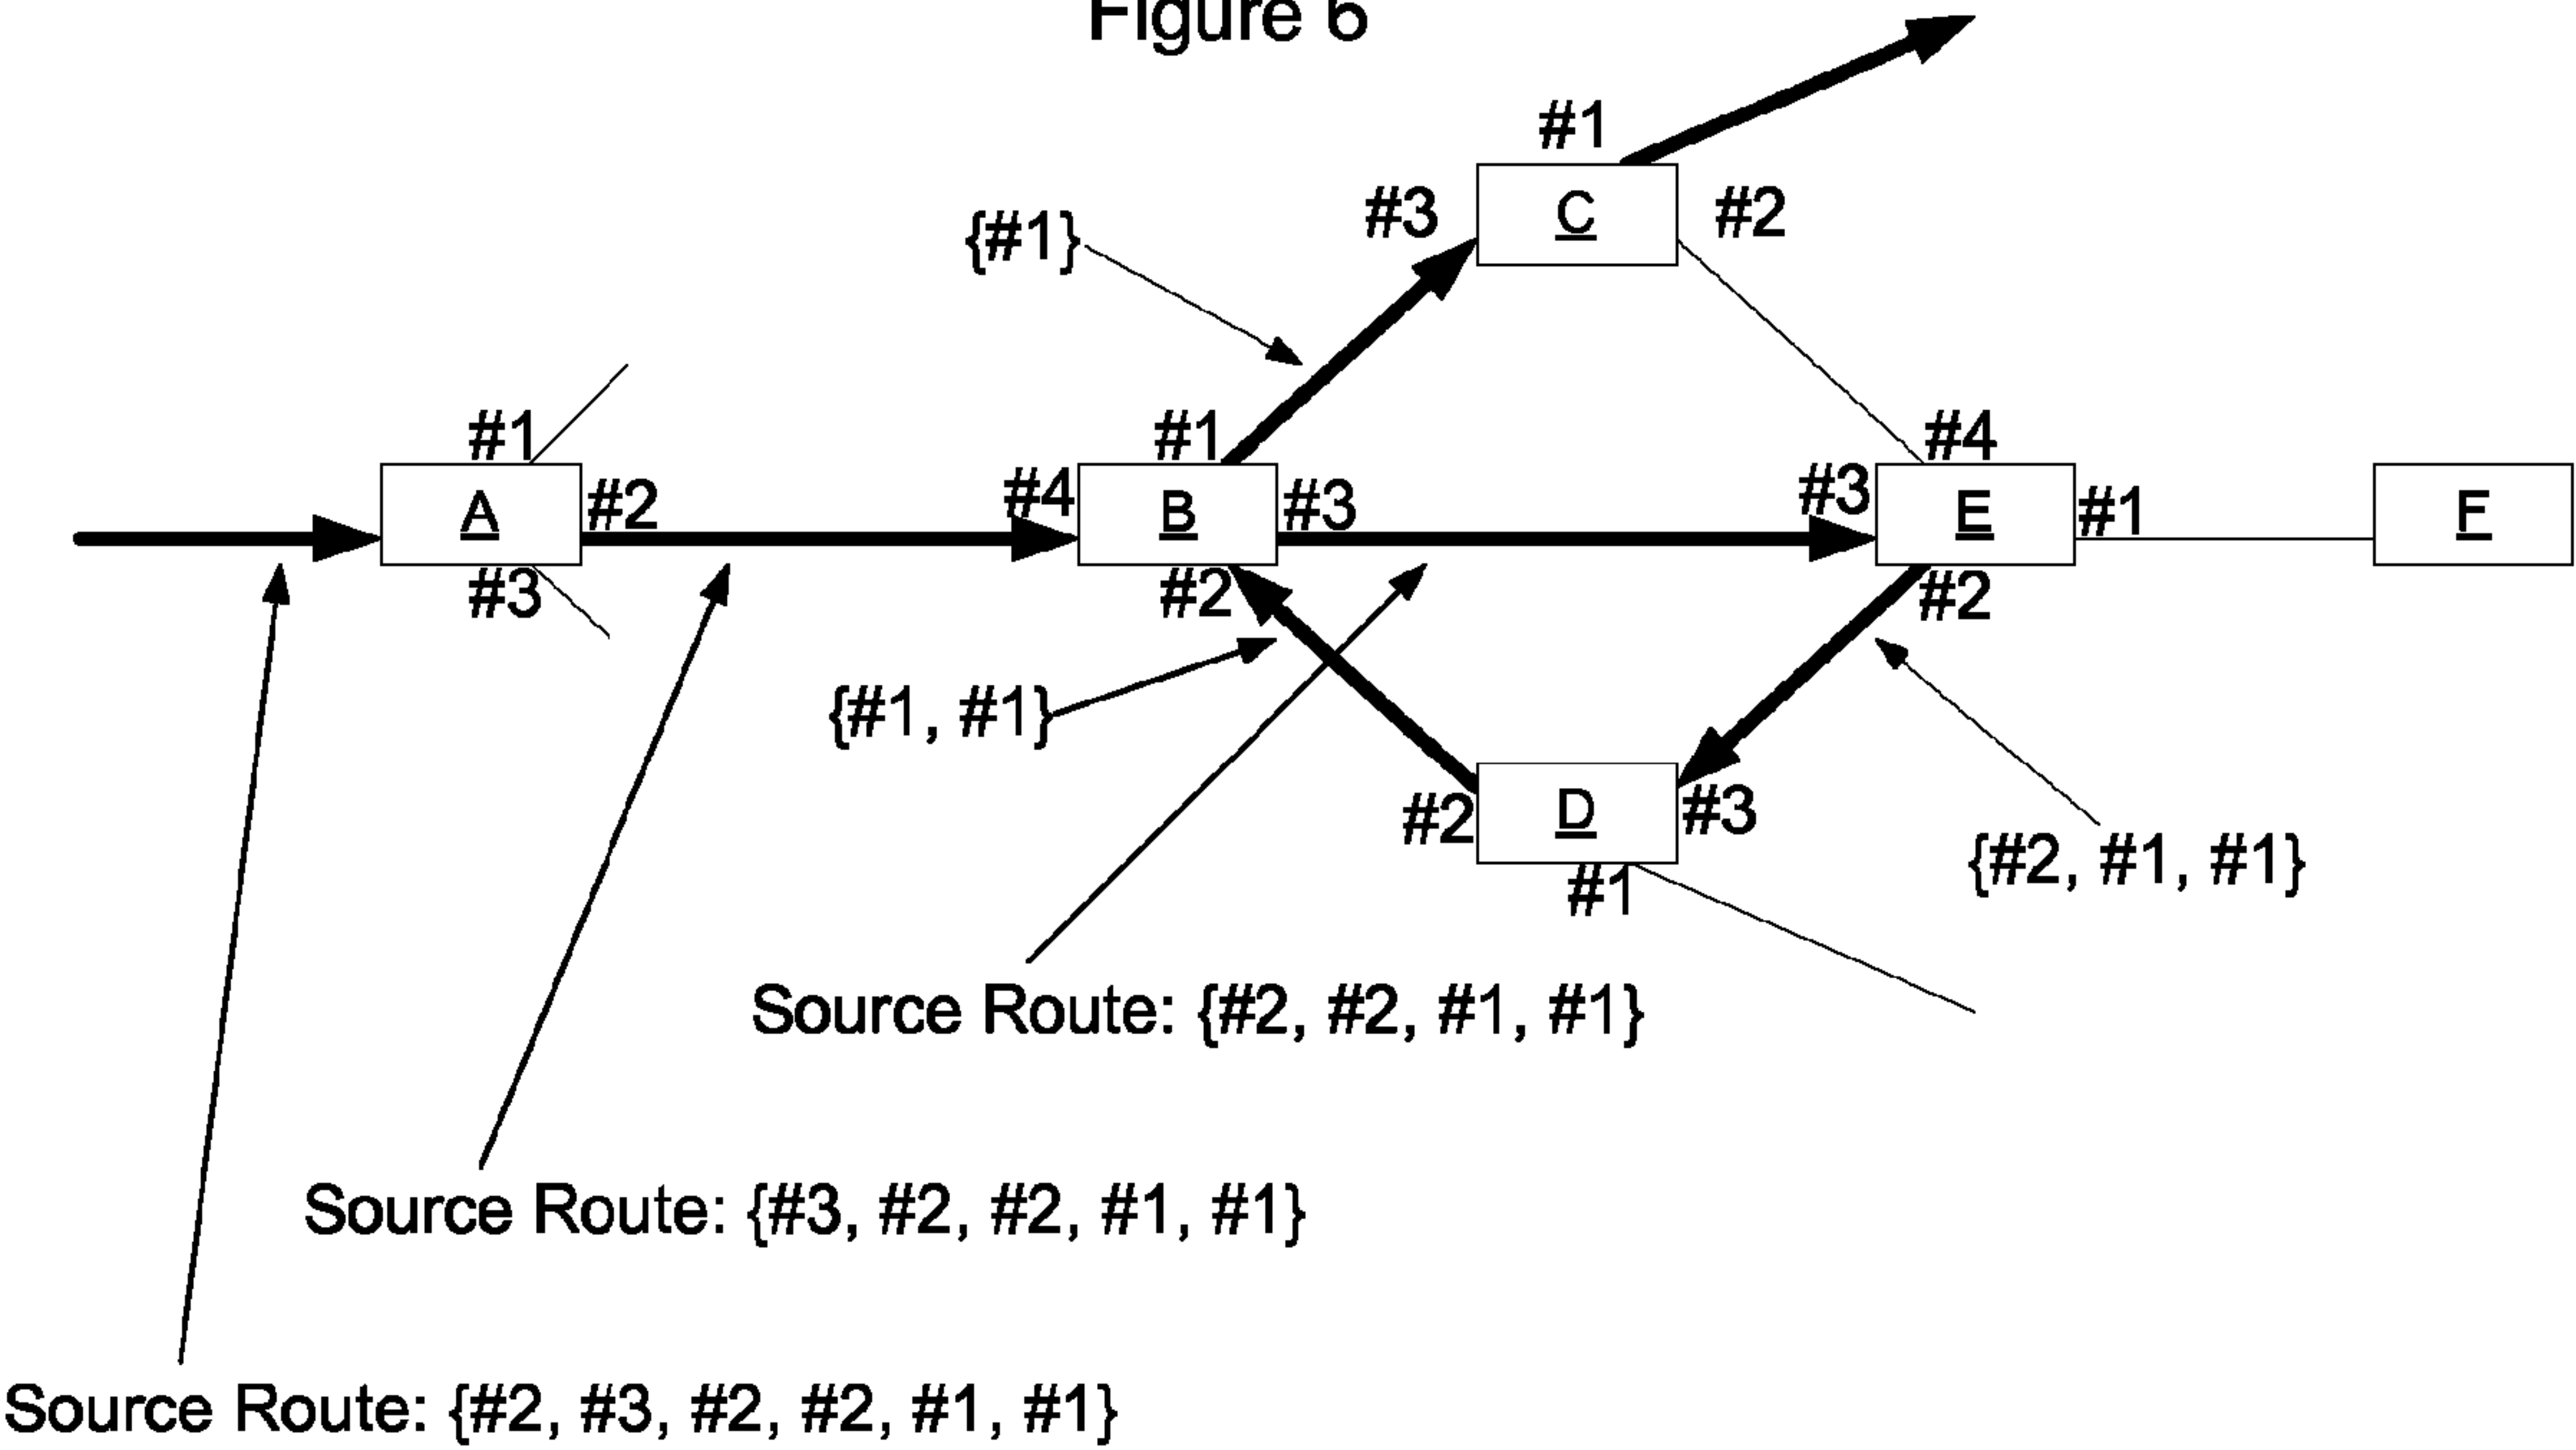 Figure 6
#1
#3 C #2
{#1}
#1 #1 #4
A #2 #4 B #3 #3 E #1 F
#3 #2 #2
{#1, #1}
#2 D #3
#1
{#2, #1, #1}
Source Route: {#2, #2, #1, #1}
Source Route: {#3, #2, #2, #1, #1}
Source Route: {#2, #3, #2, #2, #1, #1}